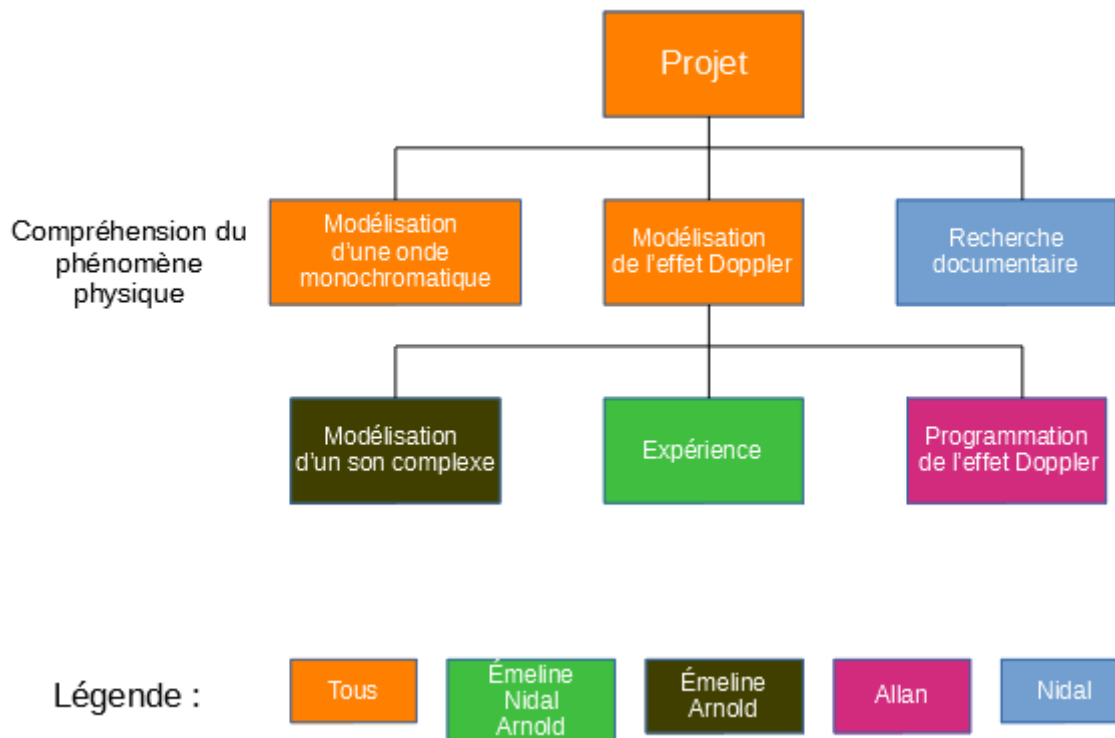 Projet
Compréhension du
phénomène
physique
Modélisation
d'une onde
monochromatique
Modélisation
de l'effet Doppler
Recherche
documentaire
Modélisation
d'un son complexe
Expérience
Programmation
de l'effet Doppler
Légende :
Tous
Émeline
Nidal
Arnold
Émeline
Arnold
Allan
Nidal